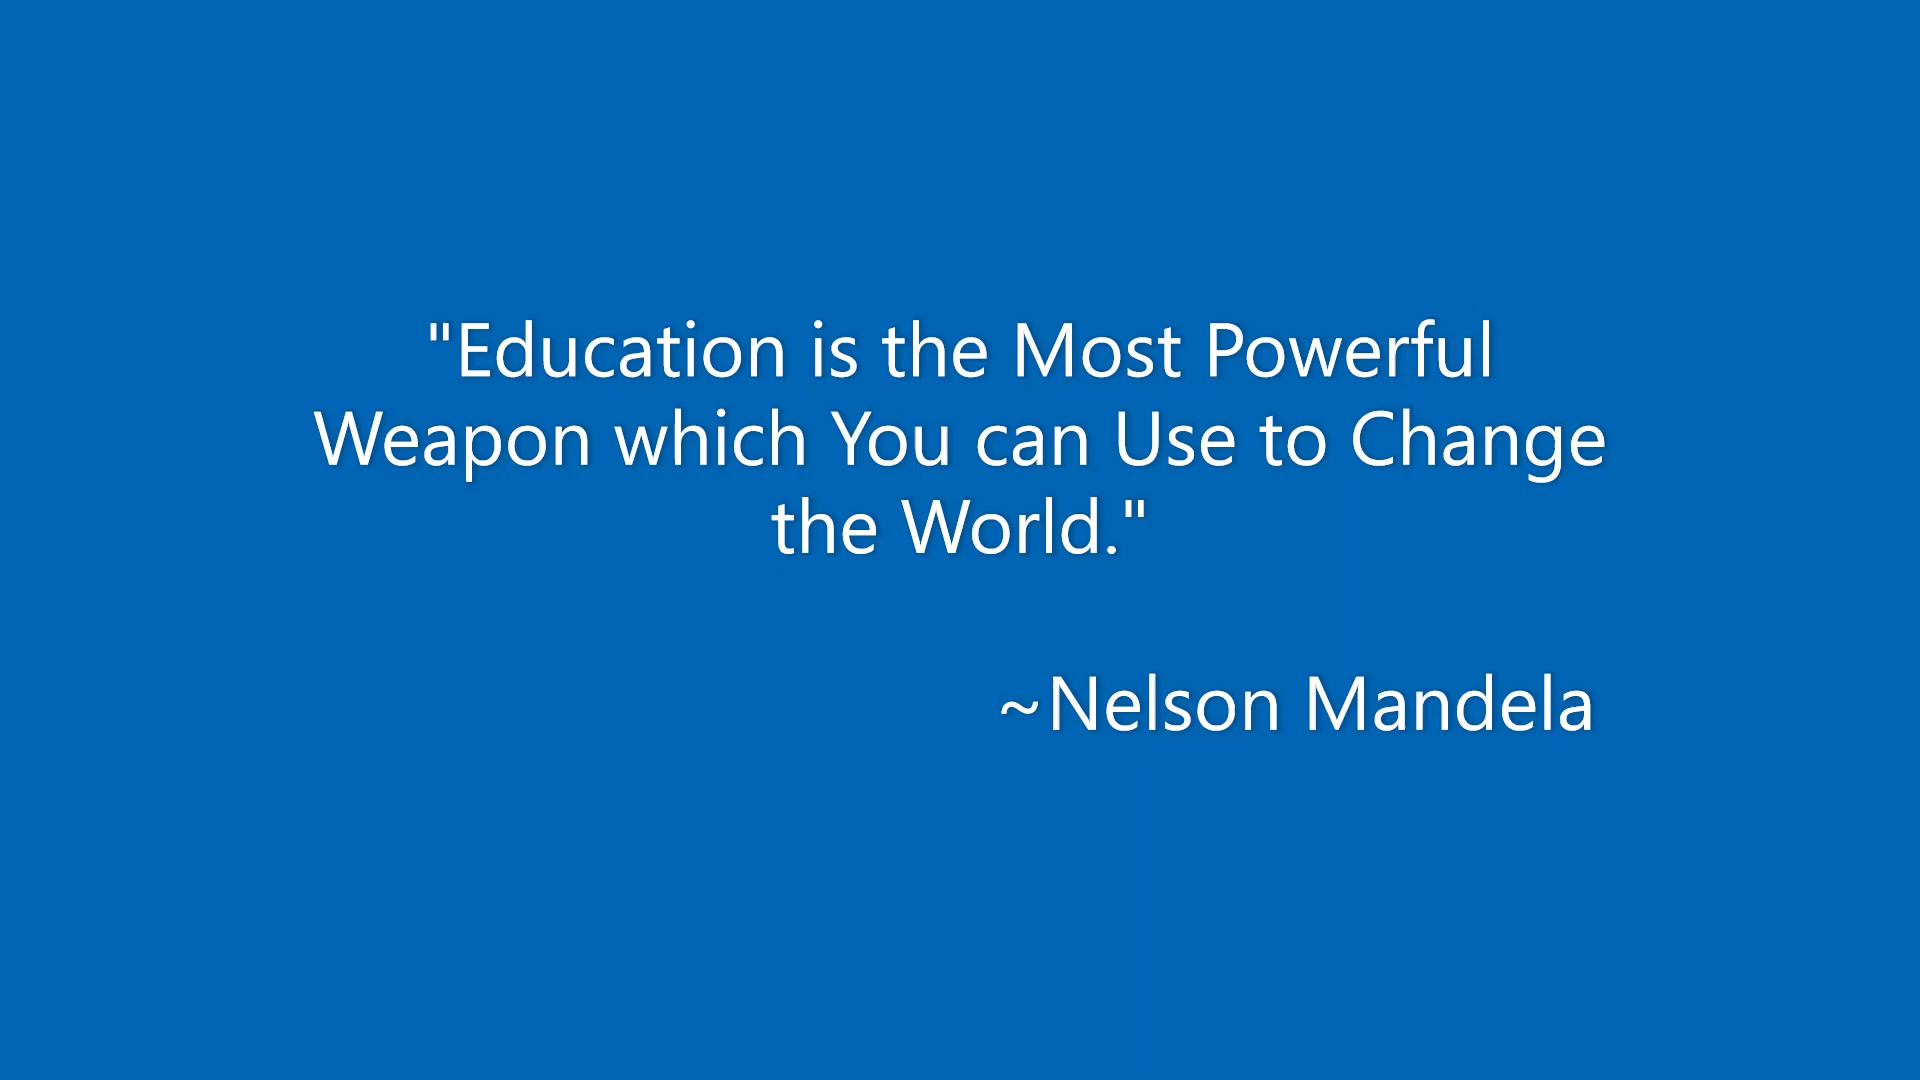 "Education is the Most Powerful
Weapon which You can Use to Change
the World."
~Nelson Mandela